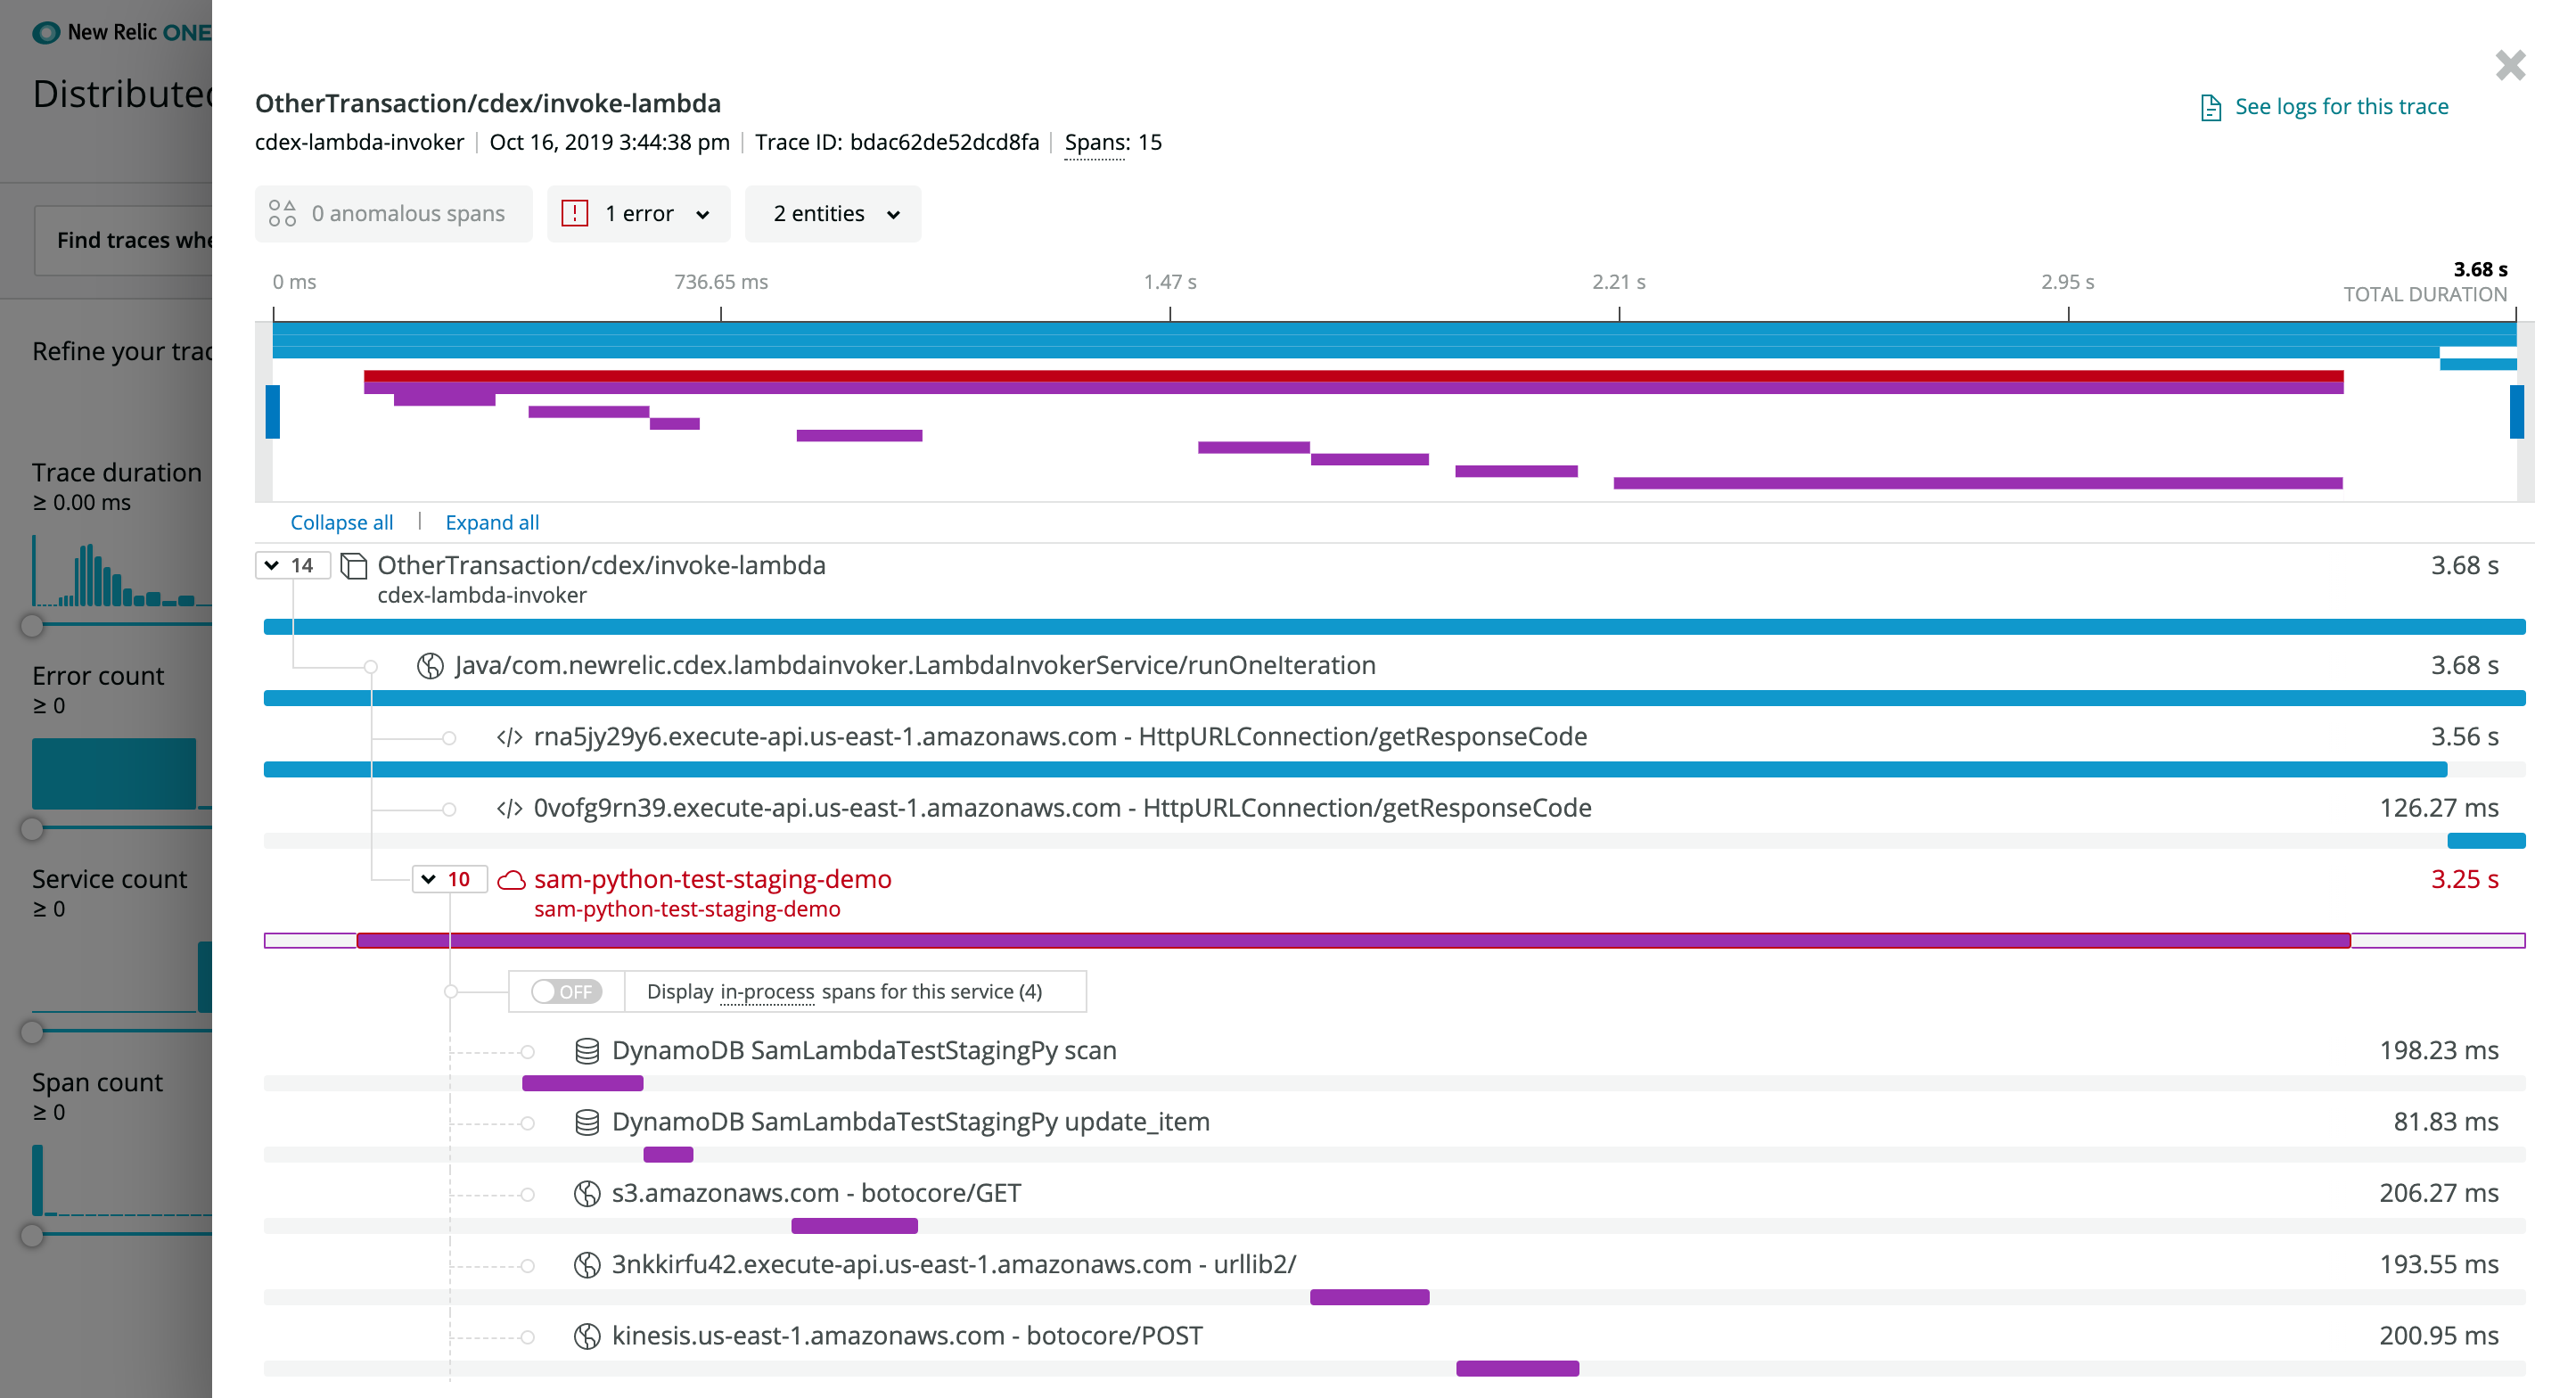 New Relic ONE
Distributed
Find traces whe
Refine your trac
Trace duration
≥ 0.00 ms
Error count
≥ 0
Service count
≥ 0
Span count
≥ 0
OtherTransaction/cdex/invoke-lambda
See logs for this trace
cdex-lambda-invoker | Oct 16, 2019 3:44:38 pm | Trace ID: bdac62de52dcd8fa | Spans: 15
0 anomalous spans
1 error
2 entities
0 ms 736.65 ms 1.47 s 2.21 s 2.95 s 3.68 s
TOTAL DURATION
Collapse all | Expand all
14 OtherTransaction/cdex/invoke-lambda 3.68 s
cdex-lambda-invoker
Java/com.newrelic.cdex.lambdainvoker.LambdaInvokerService/runOneIteration 3.68 s
</> rna5jy29y6.execute-api.us-east-1.amazonaws.com - HttpURLConnection/getResponseCode 3.56 s
</> 0vofg9rn39.execute-api.us-east-1.amazonaws.com - HttpURLConnection/getResponseCode 126.27 ms
10 sam-python-test-staging-demo 3.25 s
sam-python-test-staging-demo
OFF Display in-process spans for this service (4)
DynamoDB SamLambdaTestStagingPy scan 198.23 ms
DynamoDB SamLambdaTestStagingPy update_item 81.83 ms
s3.amazonaws.com - botocore/GET 206.27 ms
3nkkirfu42.execute-api.us-east-1.amazonaws.com - urllib2/ 193.55 ms
kinesis.us-east-1.amazonaws.com - botocore/POST 200.95 ms